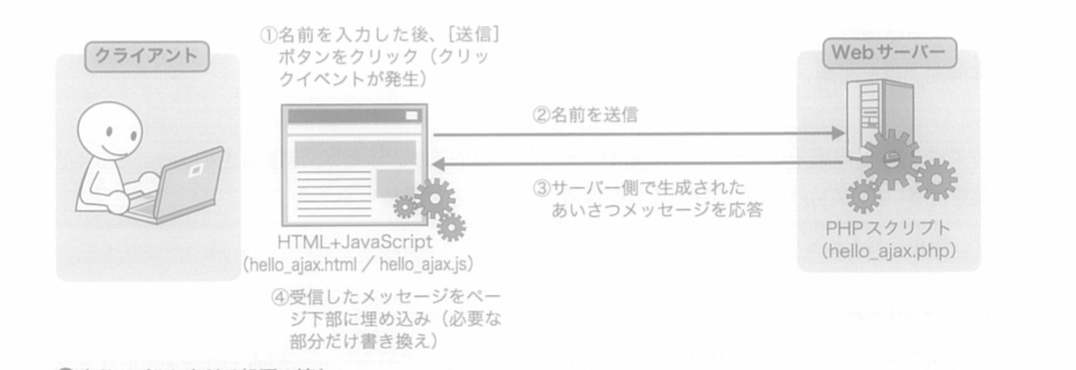 クライアント
①名前を入力した後、[送信]
ボタンをクリック（クリッ
クイベントが発生）
Webサーバー
②名前を送信
③サーバー側で生成された
あいさつメッセージを応答
HTML+JavaScript
（hello_ajax.html／hello_ajax.js）
PHPスクリプト
（hello_ajax.php）
④受信したメッセージをペー
ジ下部に埋め込み（必要な
部分だけ書き換え）